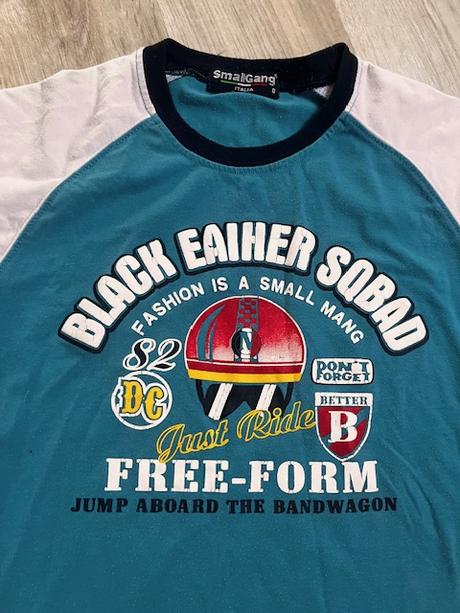 SmallGang
ITALIA
BLACK EAIHER SQBAD
FASHION IS A SMALL MANG
N
82
DC
DON'T
FORGET
BETTER
B
Just Ride
FREE-FORM
JUMP ABOARD THE BANDWAGON